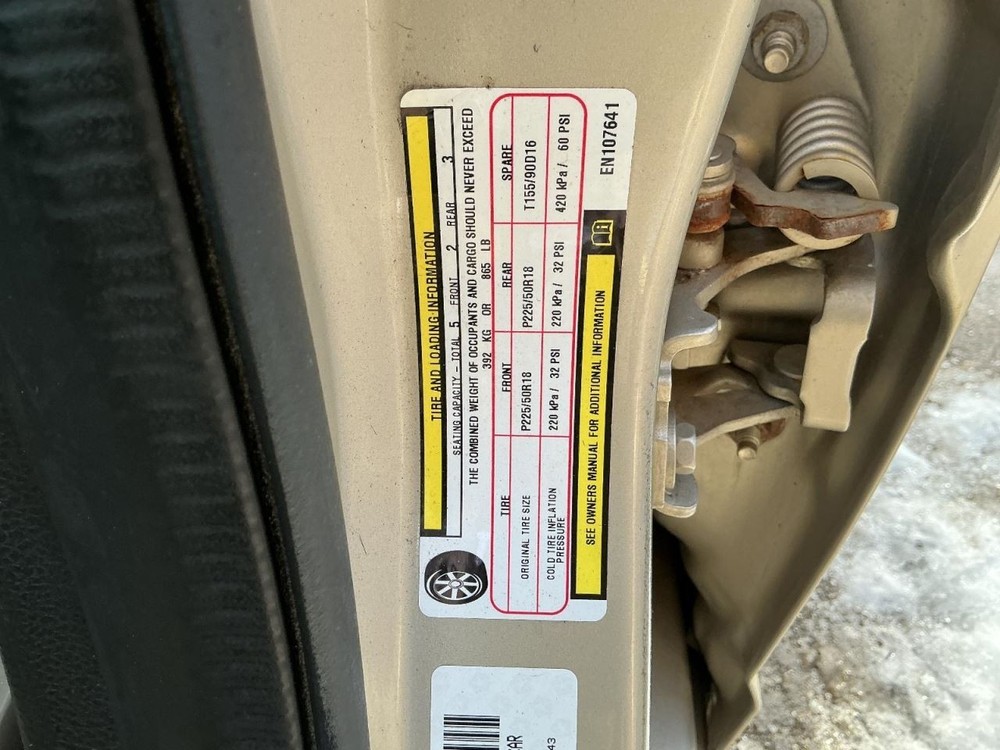 TIRE AND LOADING INFORMATION
SEATING CAPACITY – TOTAL 5 FRONT 2 REAR 3
THE COMBINED WEIGHT OF OCCUPANTS AND CARGO SHOULD NEVER EXCEED
392 KG OR 865 LB
TIRE FRONT REAR SPARE
ORIGINAL TIRE SIZE P225/50R18 P225/50R18 T155/90D16
COLD TIRE INFLATION PRESSURE 220 kPa / 32 PSI 220 kPa / 32 PSI 420 kPa / 60 PSI
SEE OWNERS MANUAL FOR ADDITIONAL INFORMATION
EN107641
43